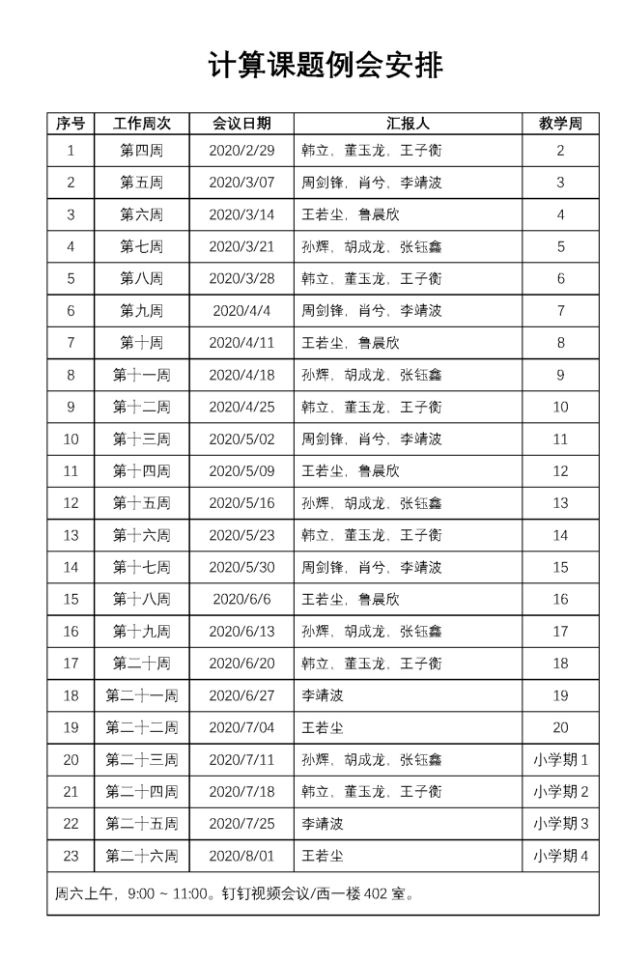 计算课题例会安排
序号 工作周次 会议日期 汇报人 教学周
1 第四周 2020/2/29 韩立、董玉龙、王子衡 2
2 第五周 2020/3/07 周剑锋、肖兮、李靖波 3
3 第六周 2020/3/14 王若尘、鲁晨欣 4
4 第七周 2020/3/21 孙辉、胡成龙、张钰鑫 5
5 第八周 2020/3/28 韩立、董玉龙、王子衡 6
6 第九周 2020/4/4 周剑锋、肖兮、李靖波 7
7 第十周 2020/4/11 王若尘、鲁晨欣 8
8 第十一周 2020/4/18 孙辉、胡成龙、张钰鑫 9
9 第十二周 2020/4/25 韩立、董玉龙、王子衡 10
10 第十三周 2020/5/02 周剑锋、肖兮、李靖波 11
11 第十四周 2020/5/09 王若尘、鲁晨欣 12
12 第十五周 2020/5/16 孙辉、胡成龙、张钰鑫 13
13 第十六周 2020/5/23 韩立、董玉龙、王子衡 14
14 第十七周 2020/5/30 周剑锋、肖兮、李靖波 15
15 第十八周 2020/6/6 王若尘、鲁晨欣 16
16 第十九周 2020/6/13 孙辉、胡成龙、张钰鑫 17
17 第二十周 2020/6/20 韩立、董玉龙、王子衡 18
18 第二十一周 2020/6/27 李靖波 19
19 第二十二周 2020/7/04 王若尘 20
20 第二十三周 2020/7/11 孙辉、胡成龙、张钰鑫 小学期 1
21 第二十四周 2020/7/18 韩立、董玉龙、王子衡 小学期 2
22 第二十五周 2020/7/25 李靖波 小学期 3
23 第二十六周 2020/8/01 王若尘 小学期 4
周六上午，9:00 ~ 11:00。钉钉视频会议/西一楼 402 室。